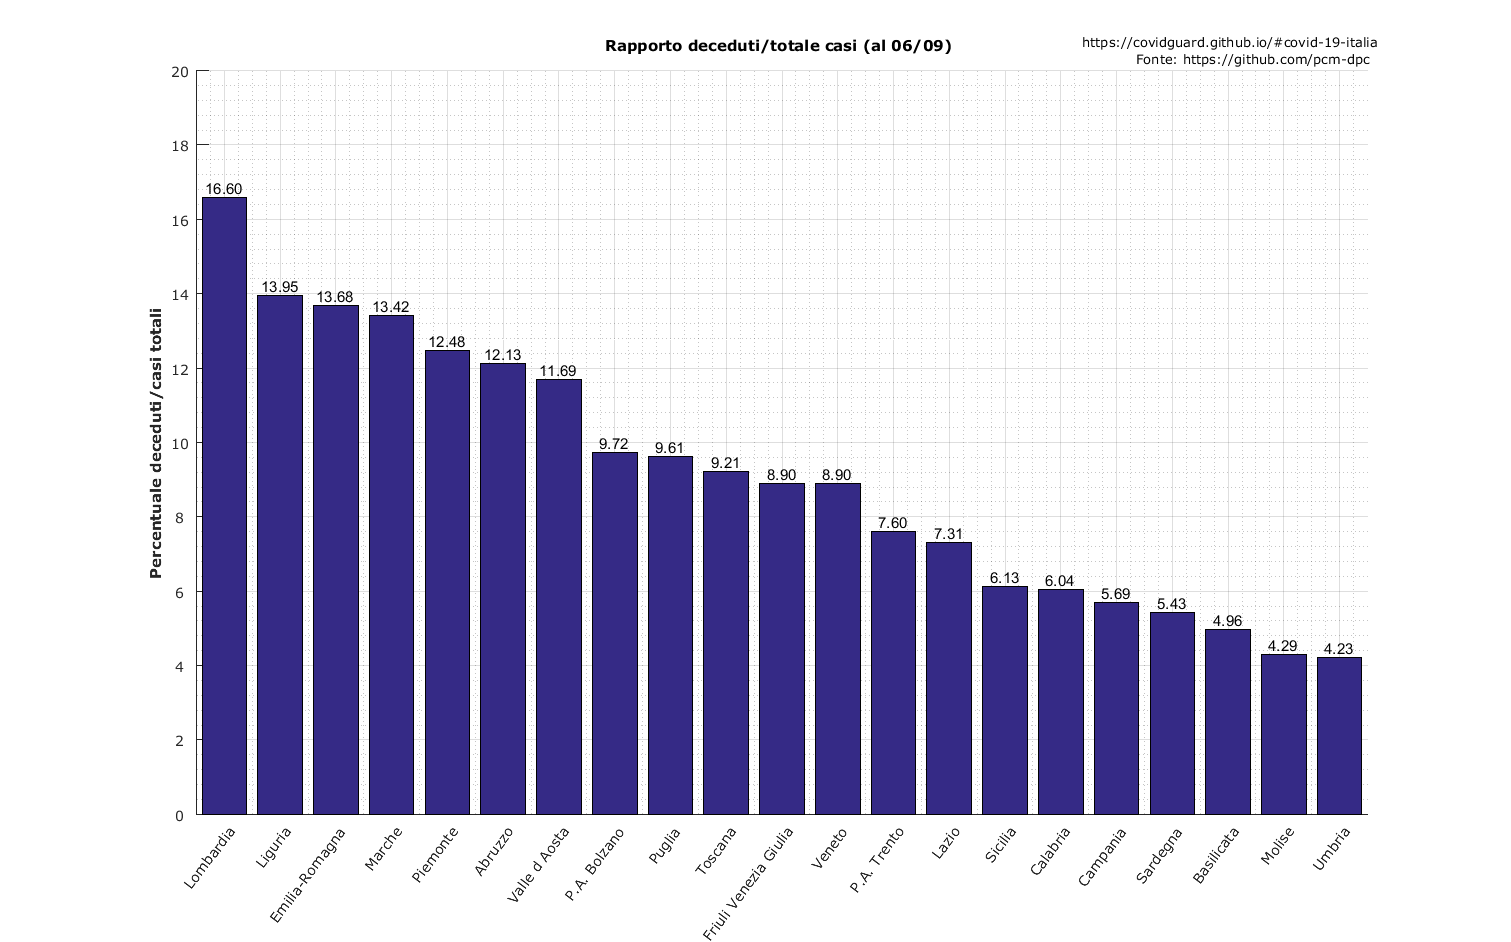 Rapporto deceduti/totale casi (al 06/09)
https://covidguard.github.io/#covid-19-italia
Fonte: https://github.com/pcm-dpc
Percentuale deceduti/casi totali
20
18
16
14
12
10
8
6
4
2
0
16.60
13.95
13.68
13.42
12.48
12.13
11.69
9.72
9.61
9.21
8.90
8.90
7.60
7.31
6.13
6.04
5.69
5.43
4.96
4.29
4.23
Lombardia
Liguria
Emilia-Romagna
Marche
Piemonte
Abruzzo
Valle d Aosta
P.A. Bolzano
Puglia
Toscana
Friuli Venezia Giulia
Veneto
P.A. Trento
Lazio
Sicilia
Calabria
Campania
Sardegna
Basilicata
Molise
Umbria